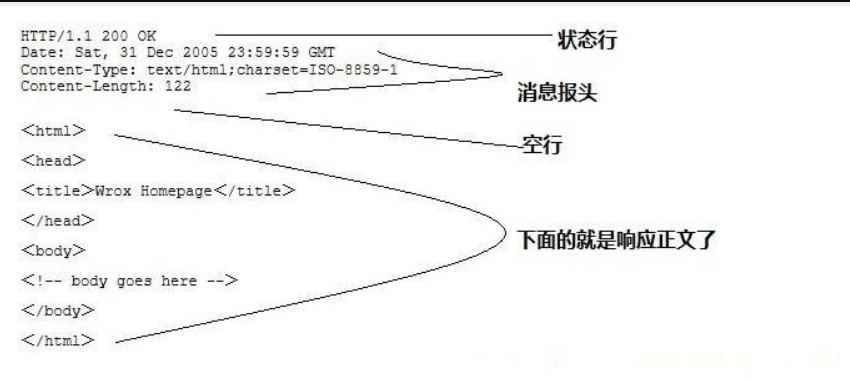 HTTP/1.1 200 OK
状态行
Date: Sat, 31 Dec 2005 23:59:59 GMT
Content-Type: text/html;charset=ISO-8859-1
Content-Length: 122
消息报头
空行
<html>
<head>
<title>Wrox Homepage</title>
</head>
下面的就是响应正文了
<body>
<!-- body goes here -->
</body>
</html>